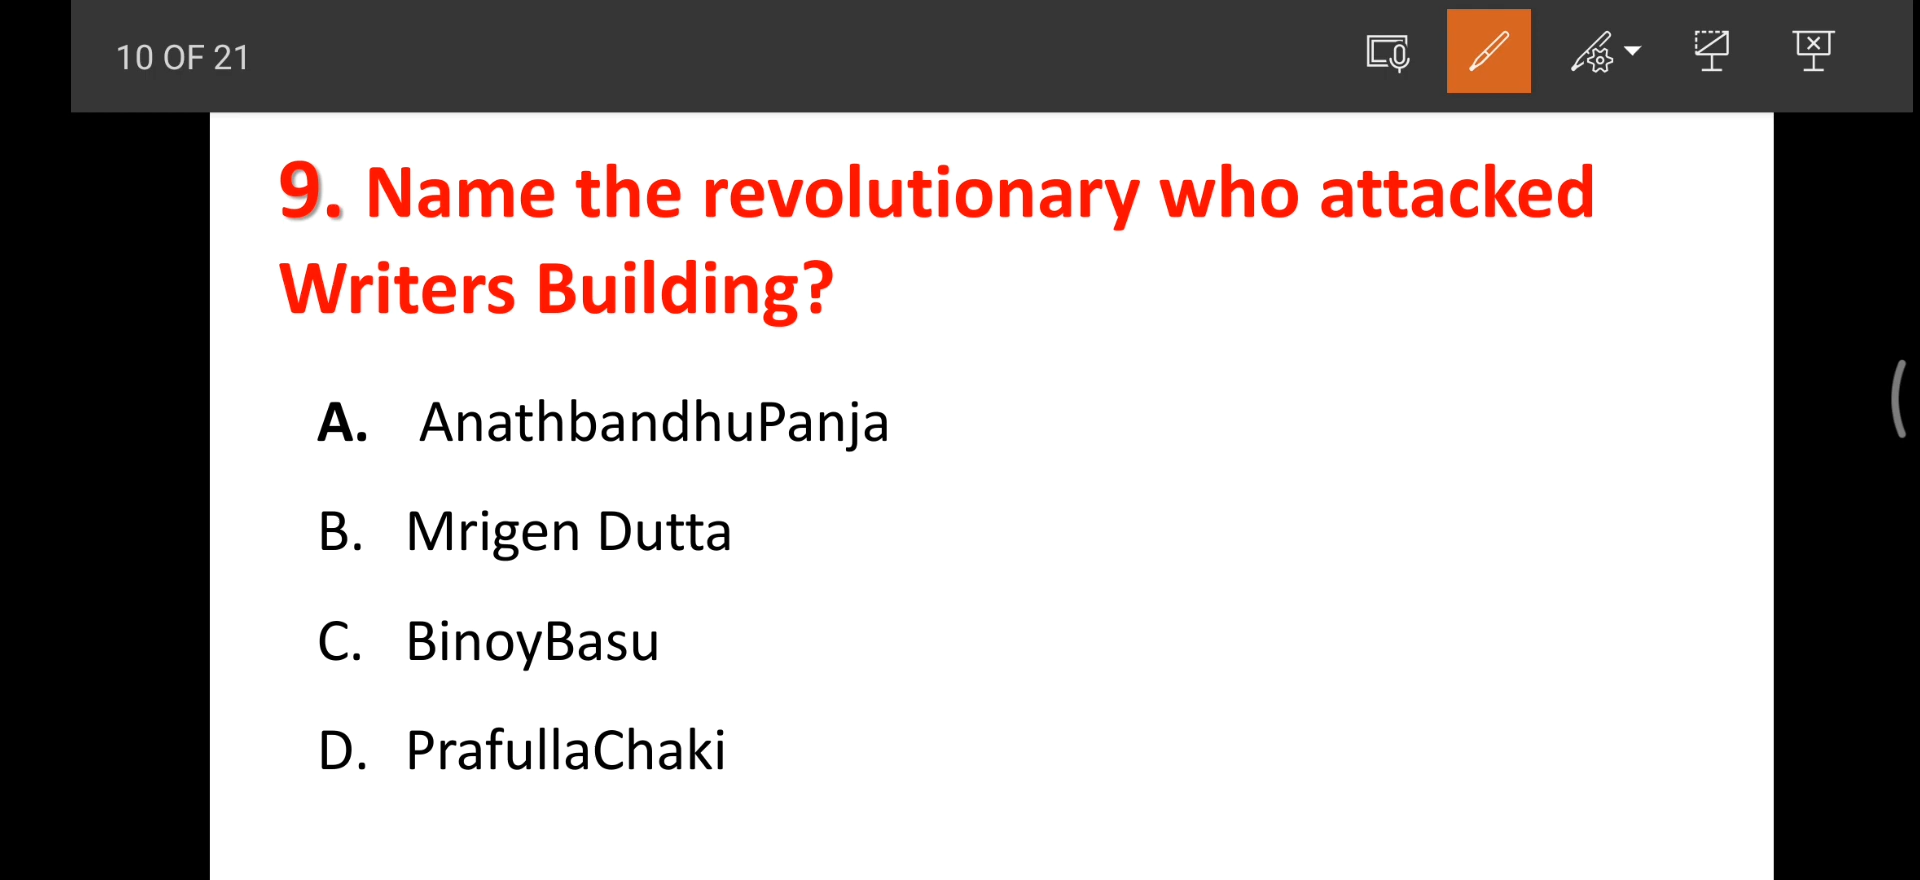 10 OF 21
9. Name the revolutionary who attacked
Writers Building?
A. AnathbandhuPanja
B. Mrigen Dutta
C. BinoyBasu
D. PrafullaChaki